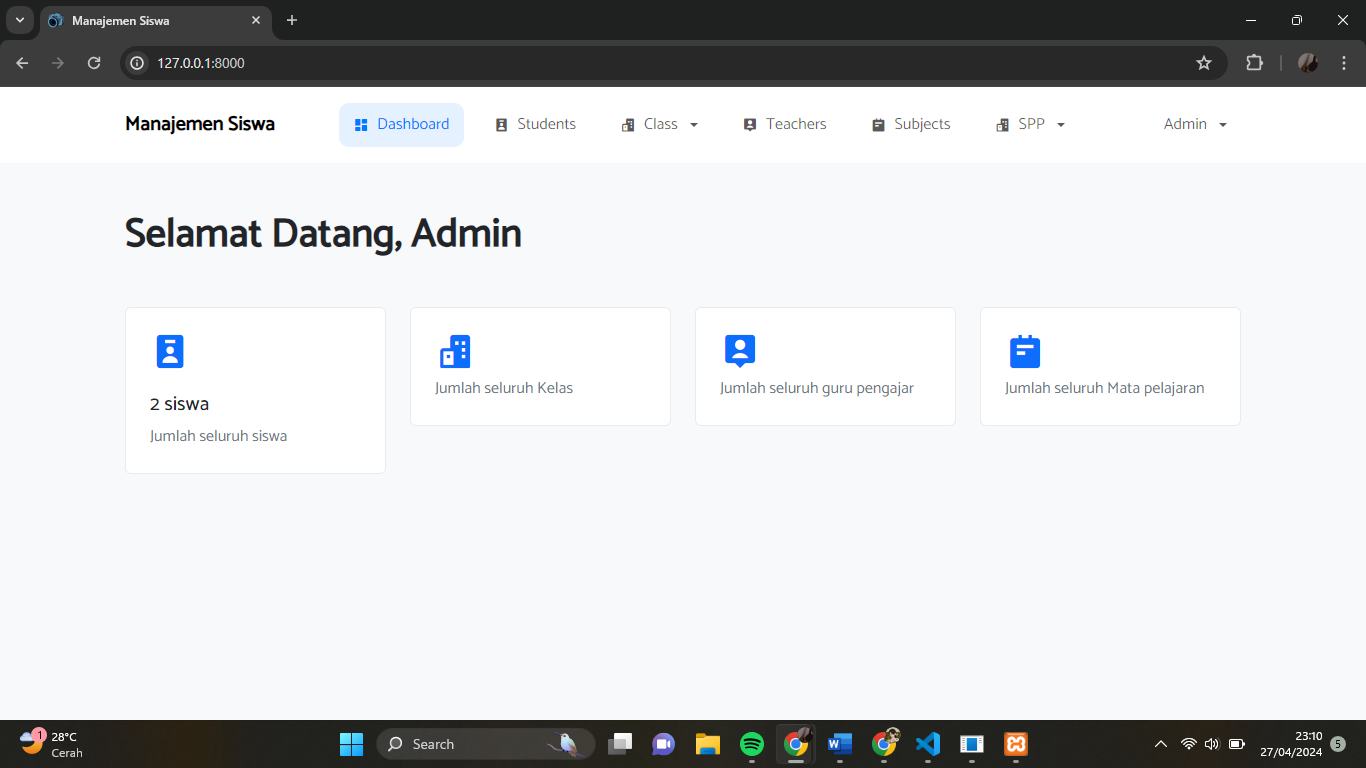 Manajemen Siswa
127.0.0.1:8000
Manajemen Siswa
Dashboard
Students
Class
Teachers
Subjects
SPP
Admin
Selamat Datang, Admin
2 siswa
Jumlah seluruh siswa
Jumlah seluruh Kelas
Jumlah seluruh guru pengajar
Jumlah seluruh Mata pelajaran
1
28°C
Cerah
Search
W
23:10
27/04/2024
5